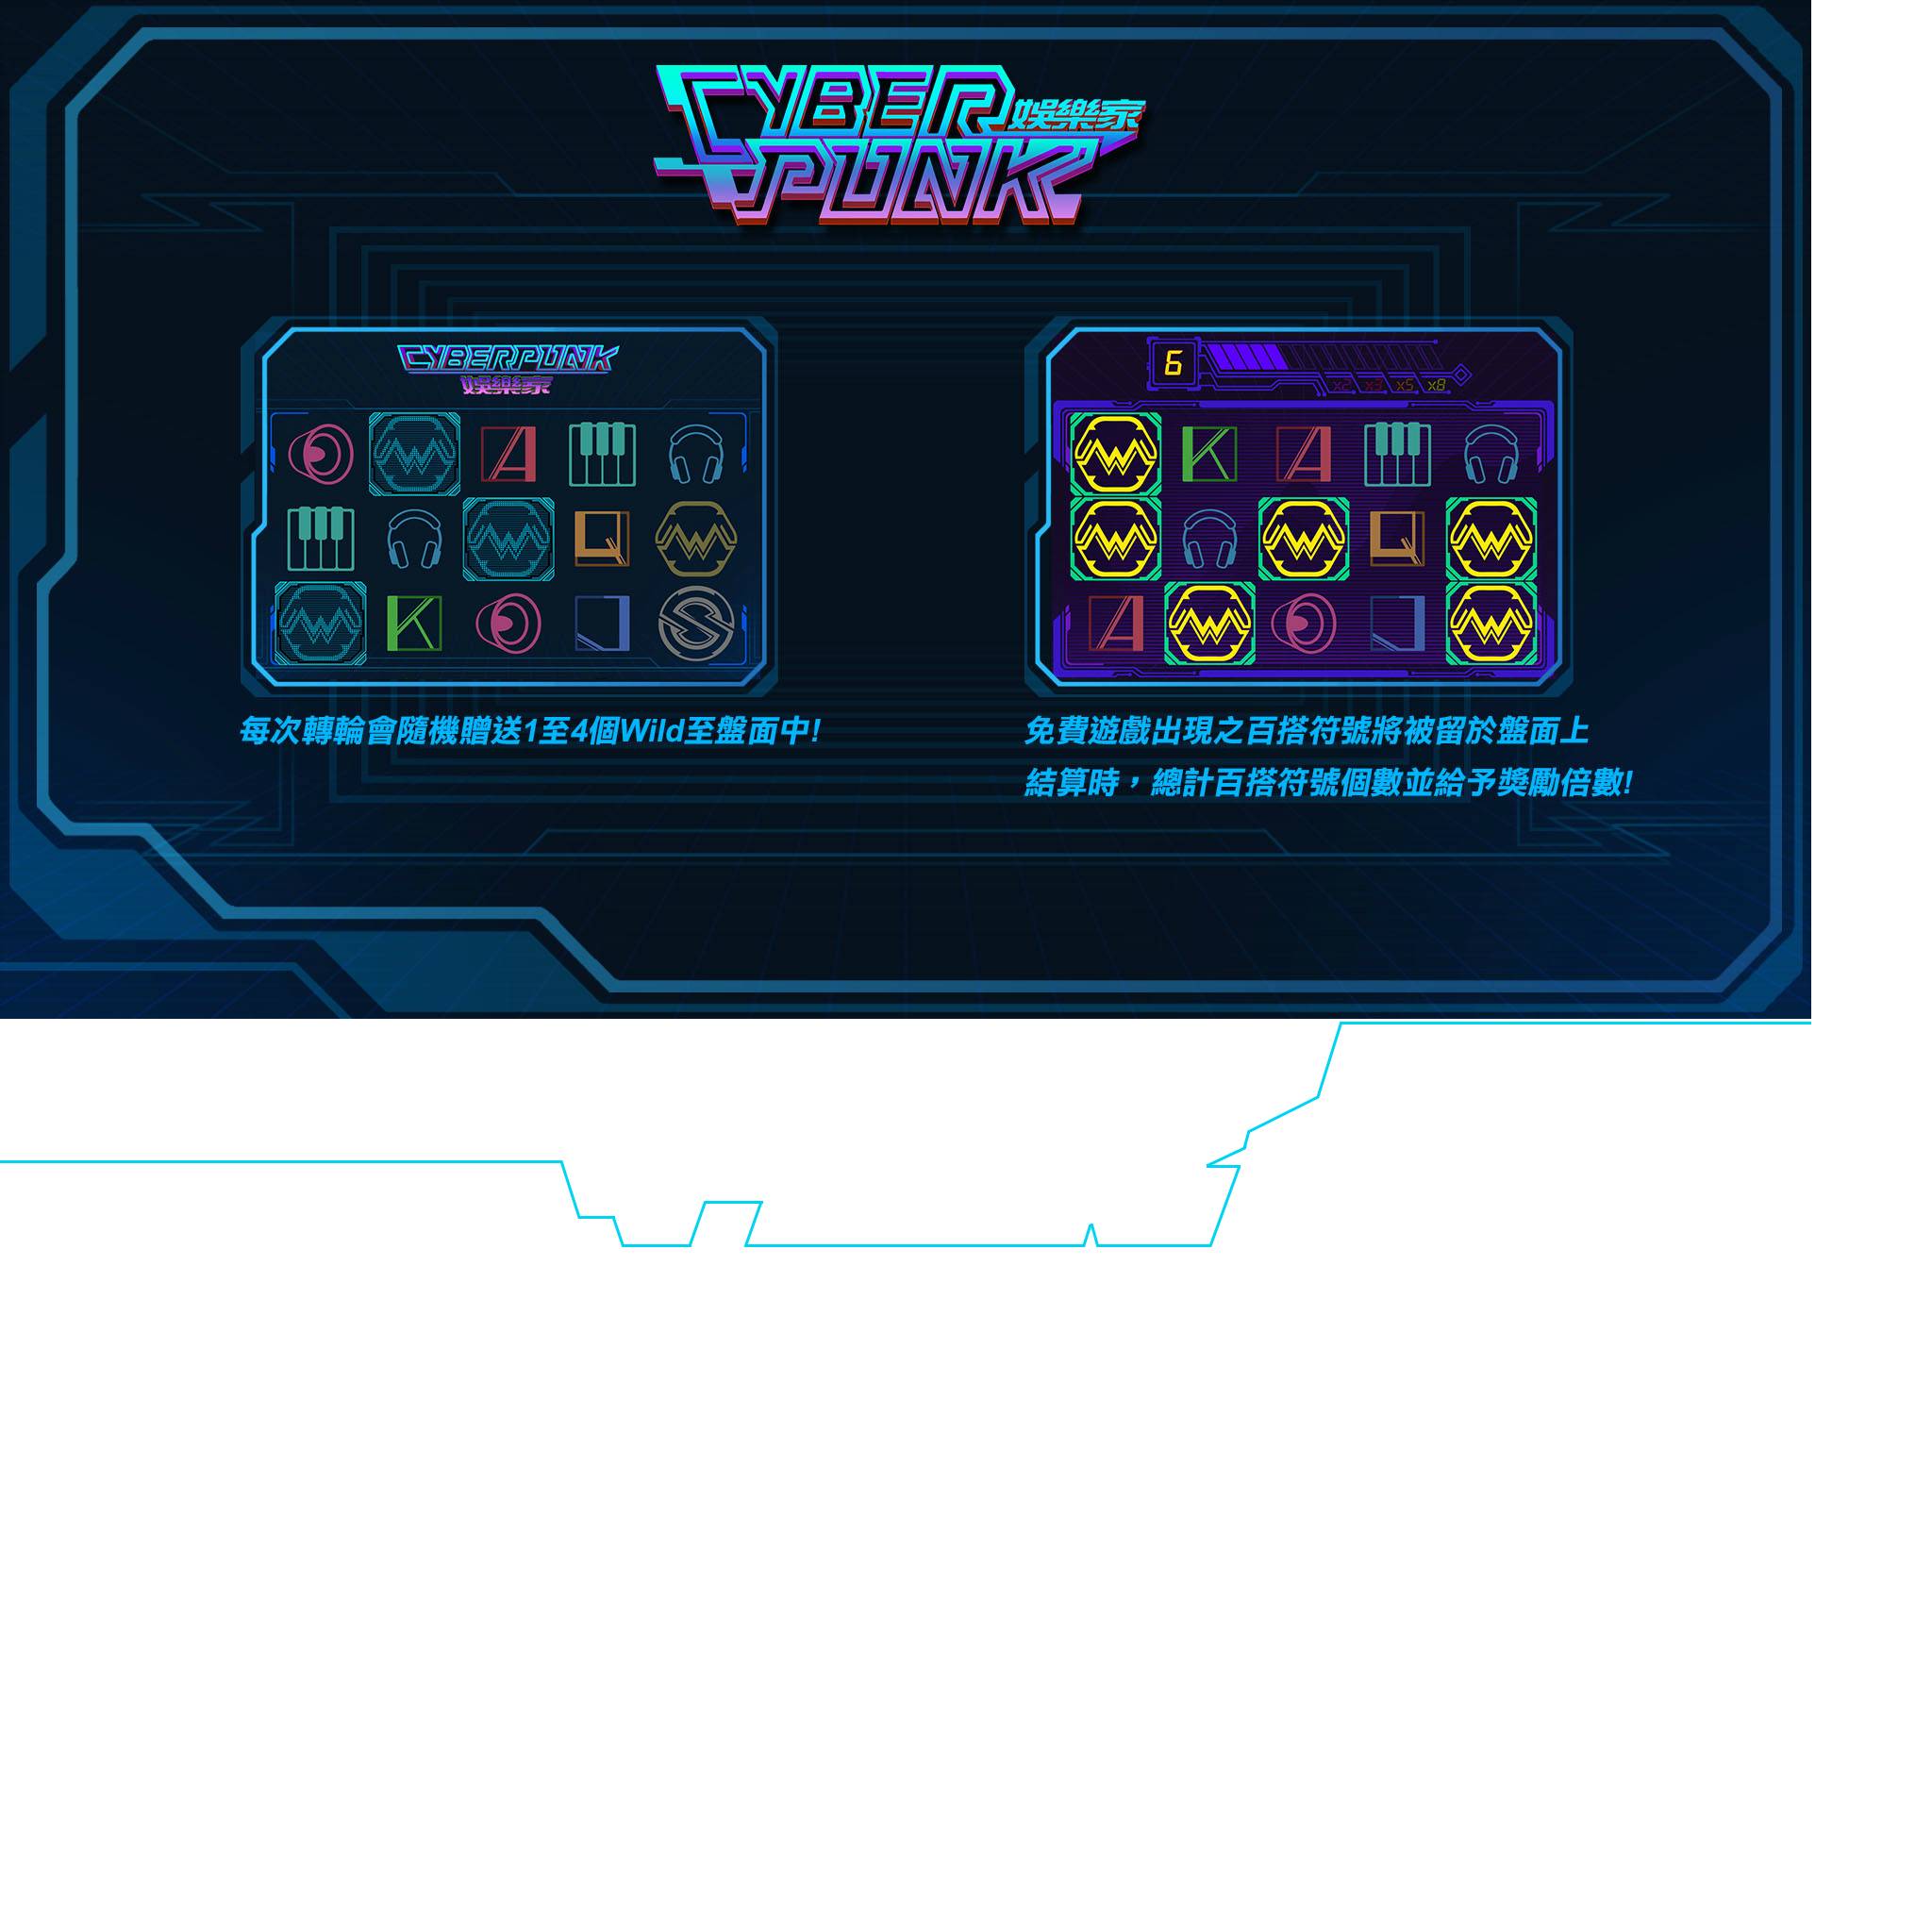 CYBER 娛樂家
PUNK
CYBERPUNK
娛樂家
A
Q
K
J
每次轉輪會隨機贈送1至4個Wild至盤面中!
6
x2 x3 x5 x8
K A
Q
A J
免費遊戲出現之百搭符號將被留於盤面上
結算時，總計百搭符號個數並給予獎勵倍數!